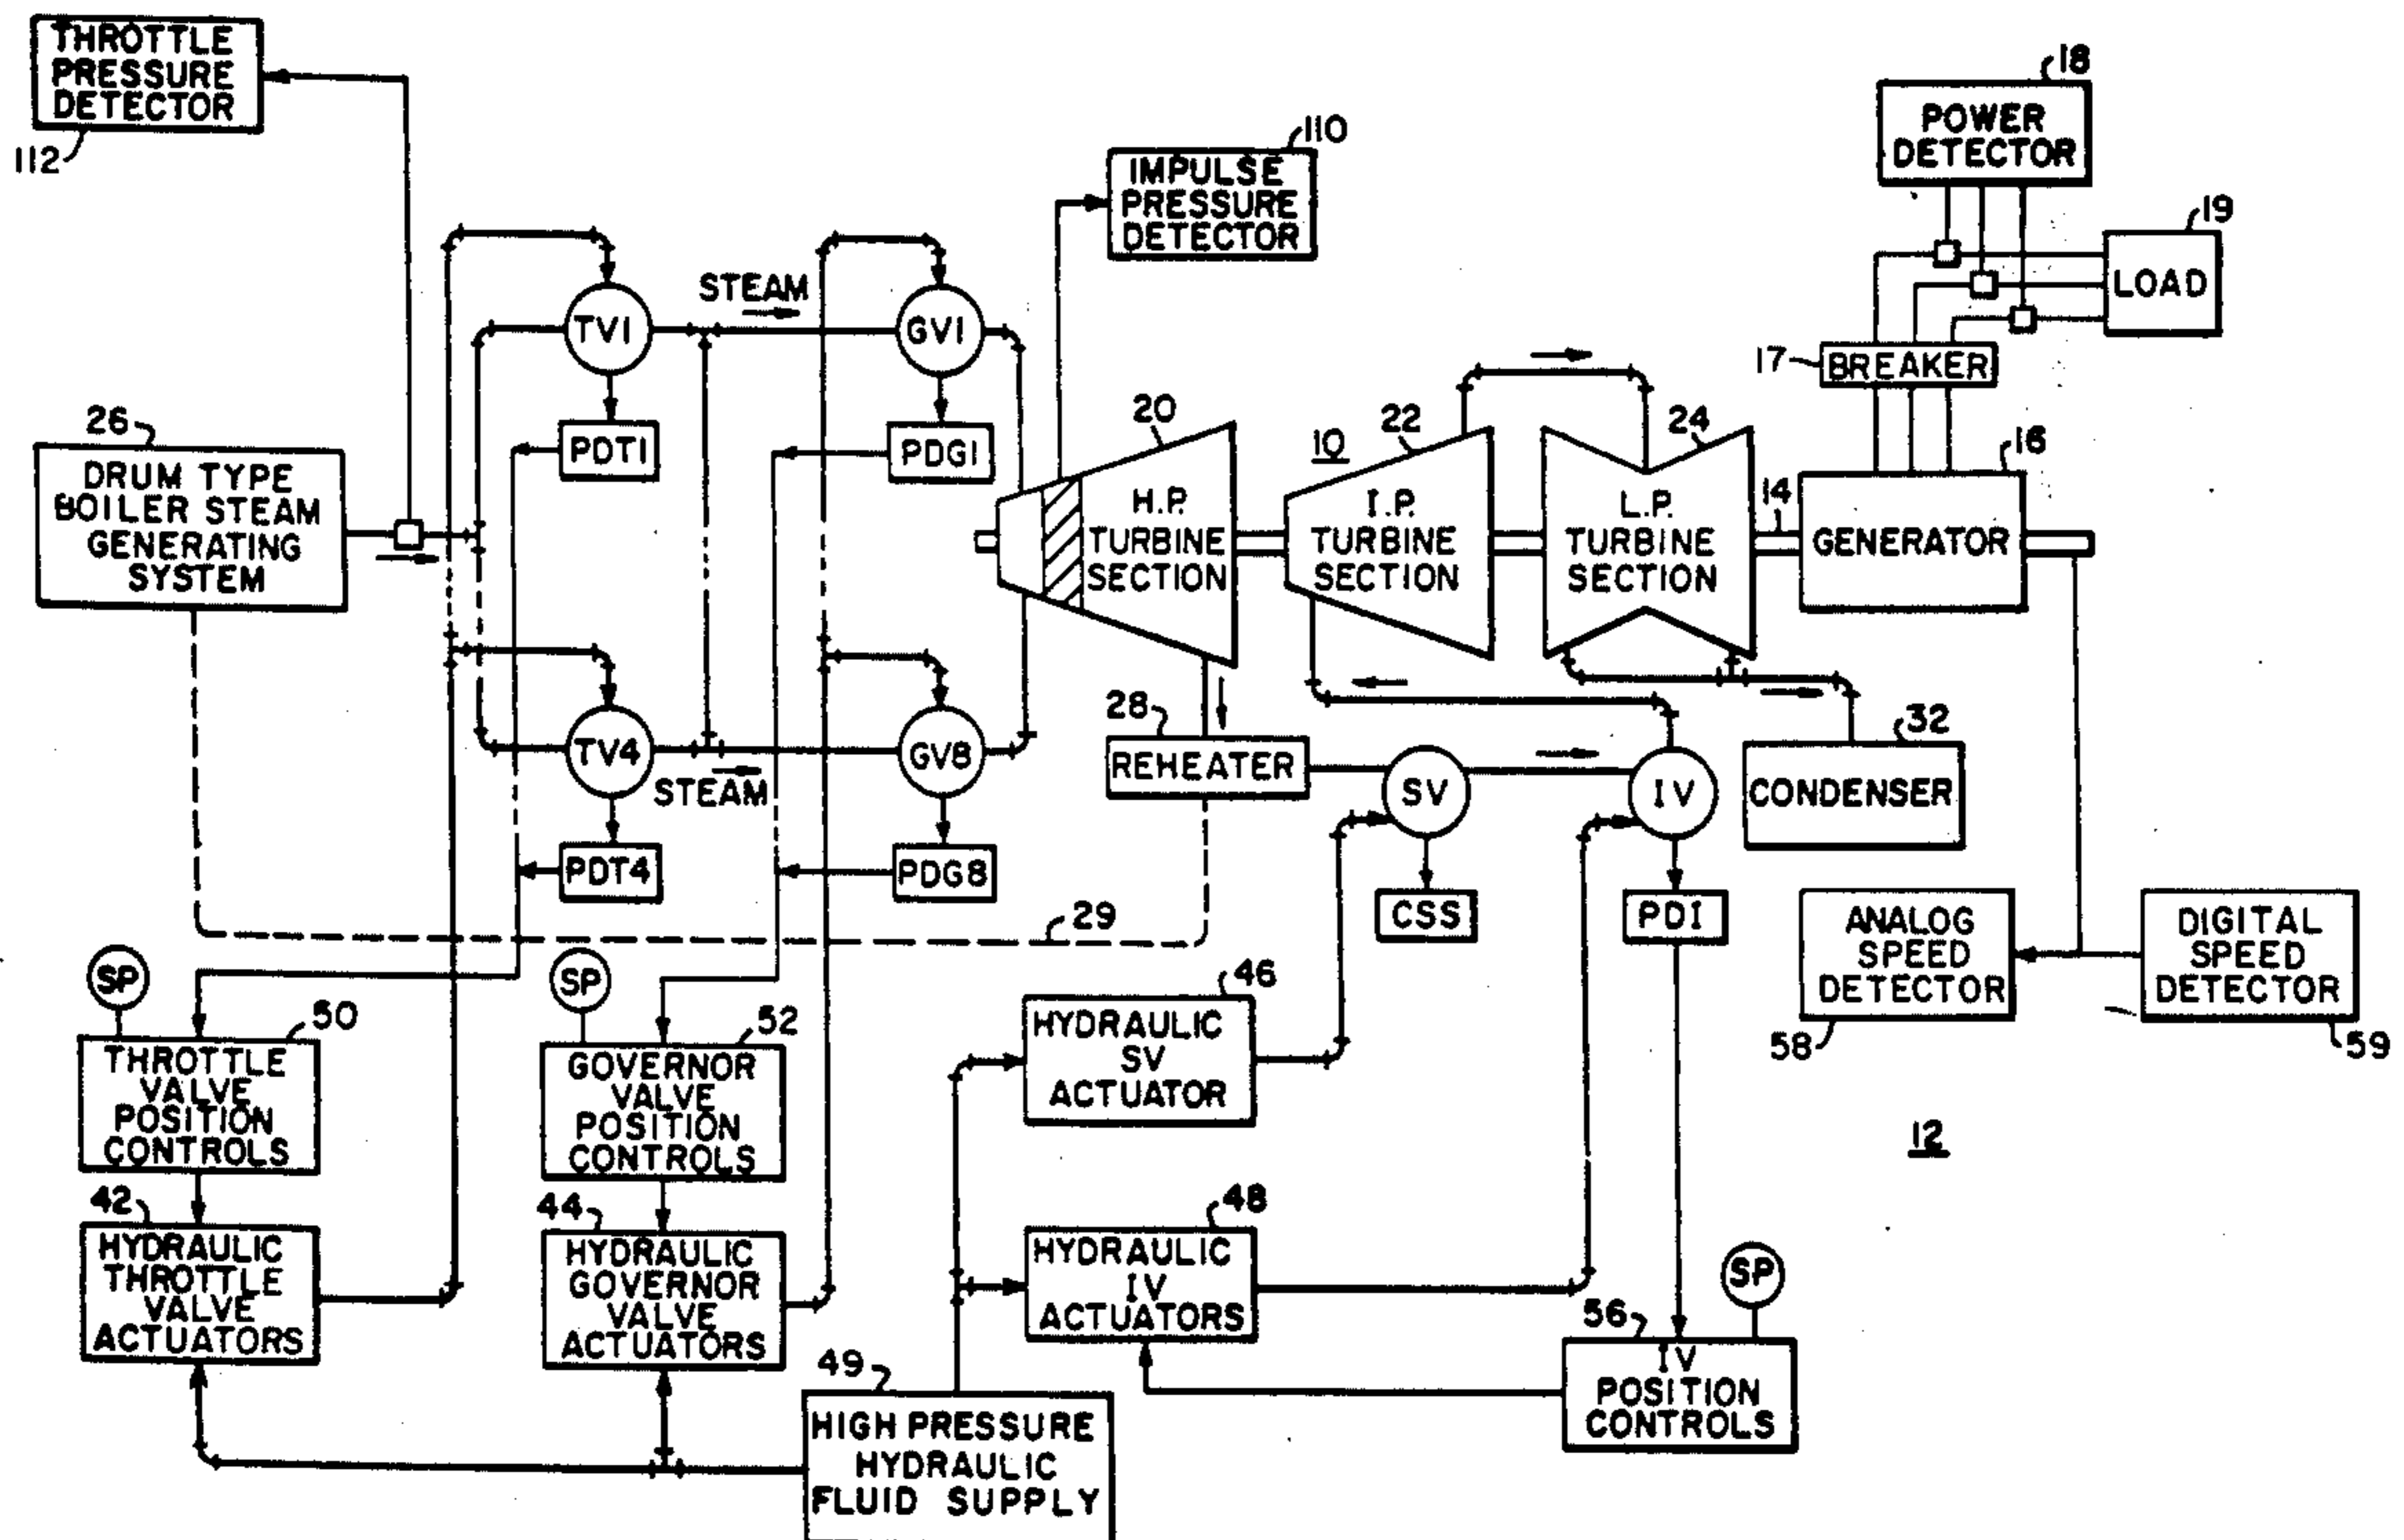 THROTTLE
PRESSURE
DETECTOR
112
18
POWER
DETECTOR
110
IMPULSE
PRESSURE
DETECTOR
19
LOAD
STEAM
TV1
GV1
17
BREAKER
PDT1
PDG1
20
10
22
24
16
26
DRUM TYPE
BOILER STEAM
GENERATING
SYSTEM
H.P.
TURBINE
SECTION
I.P.
TURBINE
SECTION
L.P.
TURBINE
SECTION
14
GENERATOR
TV4
STEAM
GV8
28
REHEATER
SV
IV
32
CONDENSER
PDT4
PDG8
29
CSS
PDI
ANALOG
SPEED
DETECTOR
58
DIGITAL
SPEED
DETECTOR
59
SP
50
THROTTLE
VALVE
POSITION
CONTROLS
SP
52
GOVERNOR
VALVE
POSITION
CONTROLS
46
HYDRAULIC
SV
ACTUATOR
12
42
HYDRAULIC
THROTTLE
VALVE
ACTUATORS
44
HYDRAULIC
GOVERNOR
VALVE
ACTUATORS
48
HYDRAULIC
IV
ACTUATORS
SP
56
IV
POSITION
CONTROLS
49
HIGH PRESSURE
HYDRAULIC
FLUID SUPPLY